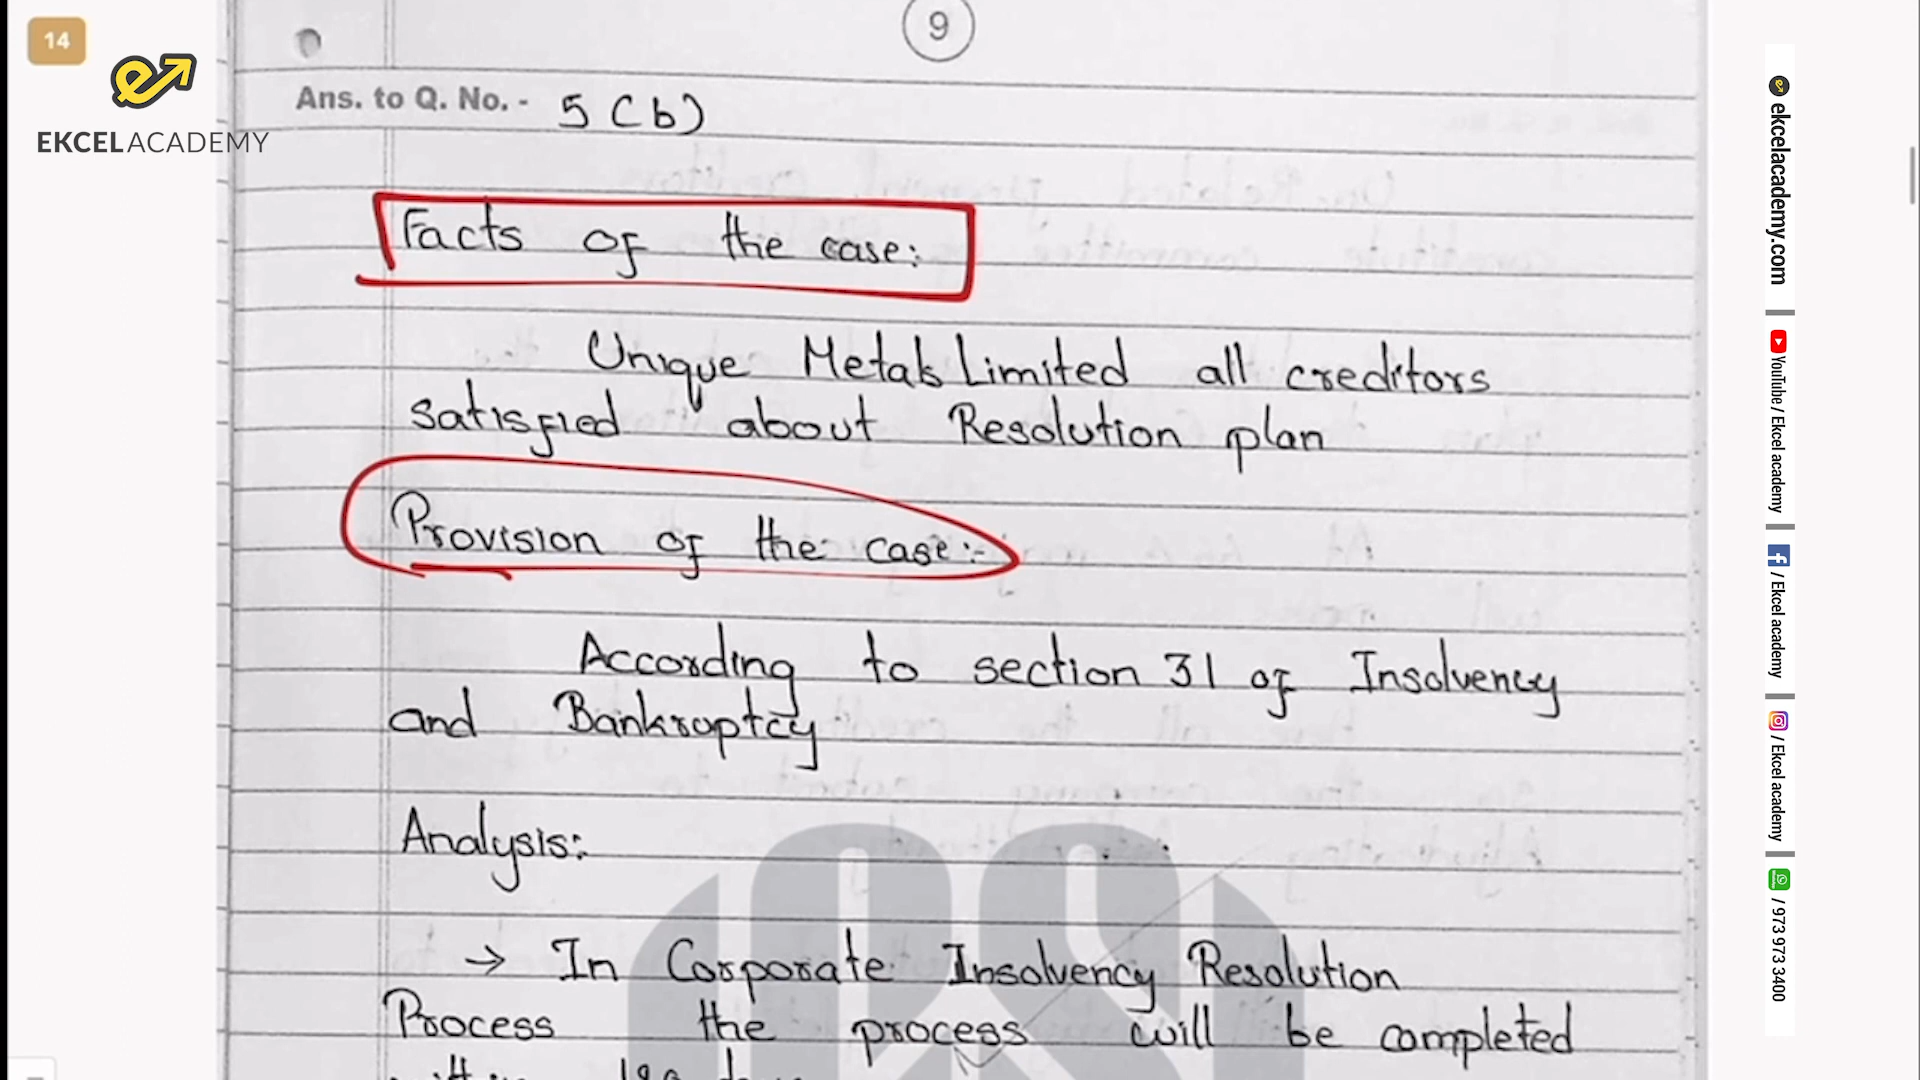 14
9
EKCELACADEMY
Ans. to Q. No. - 5 (b)
Facts of the case:
Unique Metals Limited all creditors
satisfied about Resolution plan
Provision of the case:-
According to section 31 of Insolvency
and Bankruptcy
Analysis:
→ In Corporate Insolvency Resolution
Process the process will be completed
ekcelacademy.com
YouTube / Ekcel academy
/ Ekcel academy
/ Ekcel academy
/ 973 973 3400